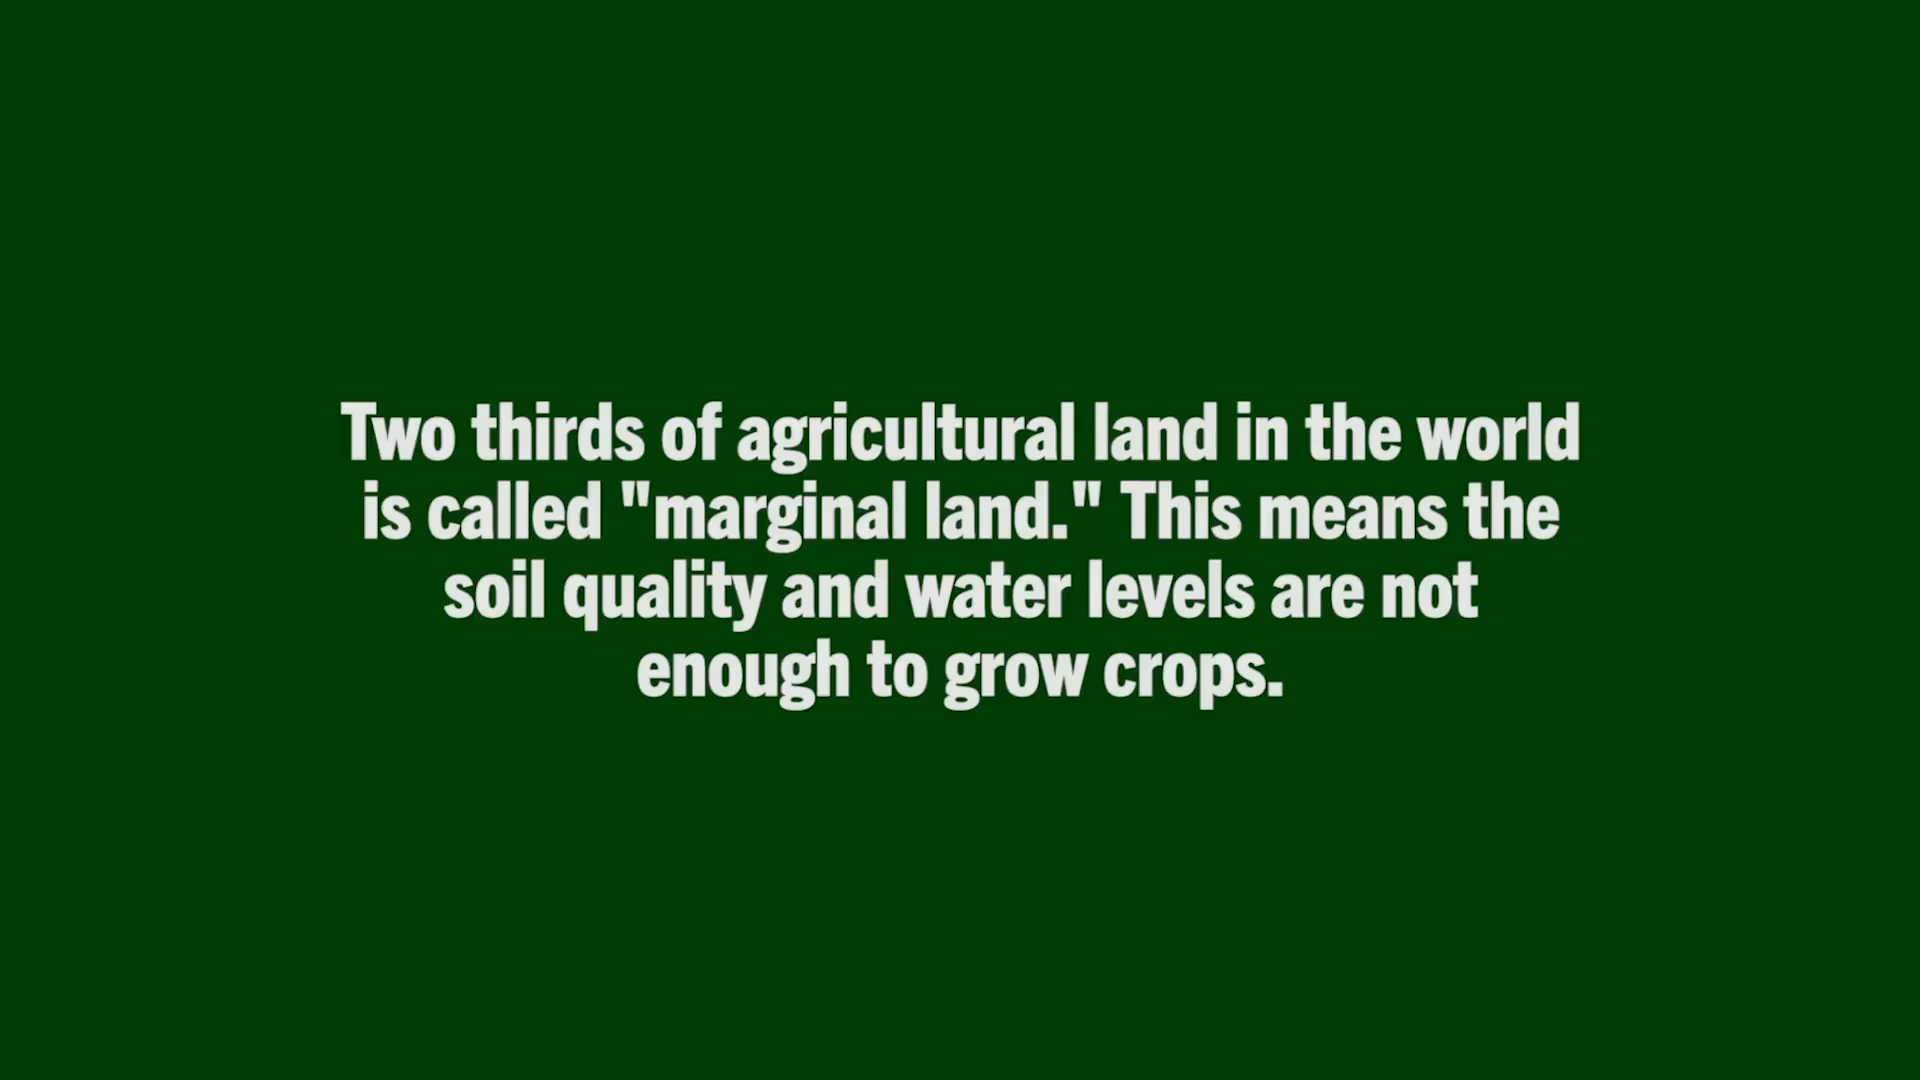 Two thirds of agricultural land in the world
is called "marginal land." This means the
soil quality and water levels are not
enough to grow crops.